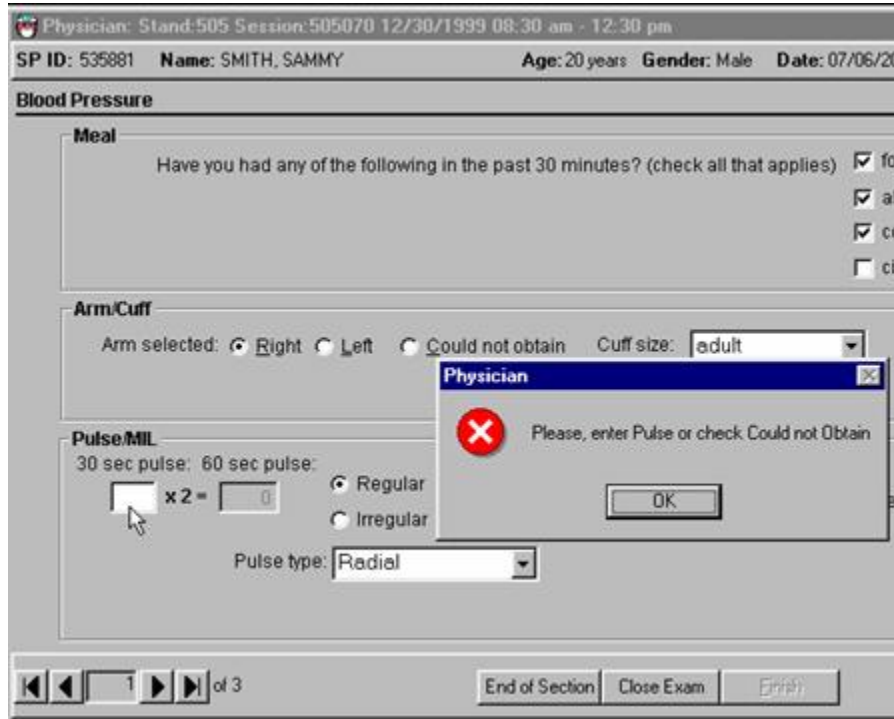 Physician: Stand:505 Session:505070 12/30/1999 08:30 am - 12:30 pm
SP ID: 535881 Name: SMITH, SAMMY Age: 20 years Gender: Male Date: 07/06/20
Blood Pressure
Meal
Have you had any of the following in the past 30 minutes? (check all that applies)
Arm/Cuff
Arm selected: Right Left Could not obtain Cuff size: adult
Physician
Please, enter Pulse or check Could not Obtain
OK
Pulse/MIL
30 sec pulse: 60 sec pulse:
x 2 = 0
Regular
Irregular
Pulse type: Radial
1 of 3
End of Section Close Exam Finish